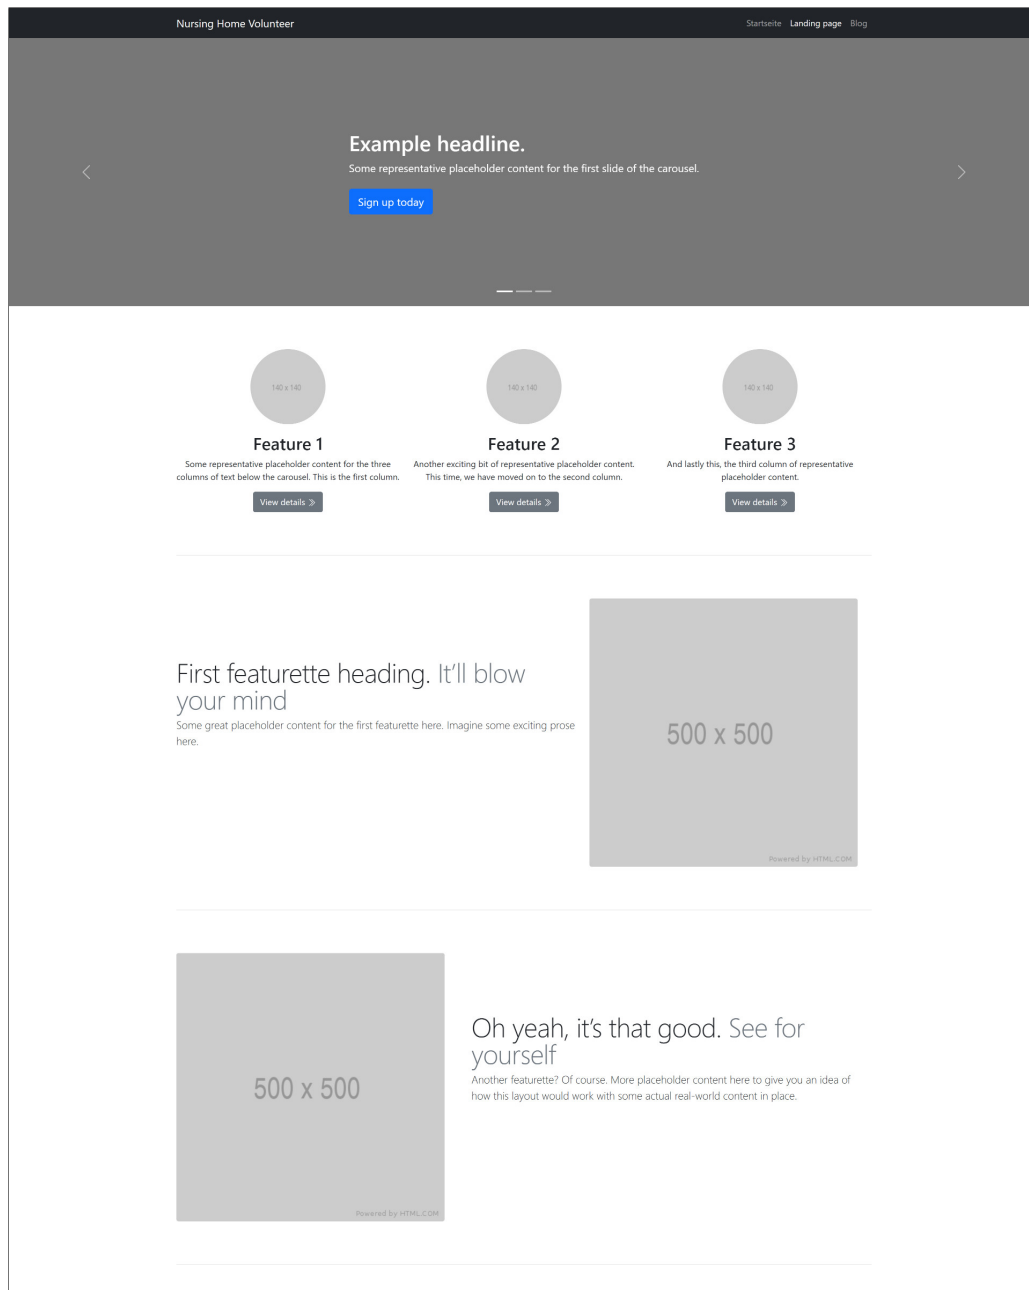 Nursing Home Volunteer
Startseite Landing page Blog
Example headline.
Some representative placeholder content for the first slide of the carousel.
Sign up today
140 x 140
Feature 1
Some representative placeholder content for the three
columns of text below the carousel. This is the first column.
View details »
140 x 140
Feature 2
Another exciting bit of representative placeholder content.
This time, we have moved on to the second column.
View details »
140 x 140
Feature 3
And lastly this, the third column of representative
placeholder content.
View details »
First featurette heading. It'll blow
your mind
Some great placeholder content for the first featurette here. Imagine some exciting prose
here.
500 x 500
Powered by HTML.COM
500 x 500
Powered by HTML.COM
Oh yeah, it's that good. See for
yourself
Another featurette? Of course. More placeholder content here to give you an idea of
how this layout would work with some actual real-world content in place.